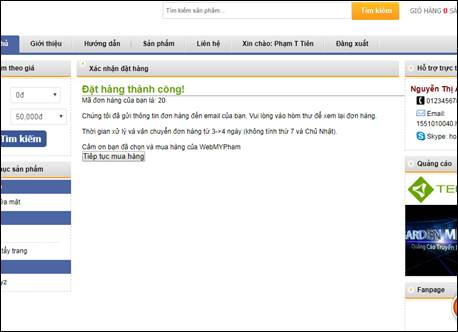 Tìm kiếm sản phẩm...
Tìm kiếm
GIỎ HÀNG 0 SẢ
hủ
Giới thiệu
Hướng dẫn
Sản phẩm
Liên hệ
Xin chào: Phạm T Tiên
Đăng xuất
m theo giá
0đ
50,000đ
Tìm kiếm
ục sản phẩm
ữa mặt
tẩy trang
yz
Xác nhận đặt hàng
Đặt hàng thành công!
Mã đơn hàng của bạn là: 20
Chúng tôi đã gửi thông tin đơn hàng đến email của bạn. Vui lòng vào hòm thư để xem lại đơn hàng.
Thời gian xử lý và vận chuyển đơn hàng từ 3->4 ngày (không tính thứ 7 và Chủ Nhật).
Cảm ơn bạn đã chọn và mua hàng của WebMYPham
Tiếp tục mua hàng
Hỗ trợ trực t
Nguyễn Thị
01234567
Email:
1551010040.
Skype: ho
Quảng cáo
TE
ARDEN M
Quảng Cáo Truyền
Fanpage